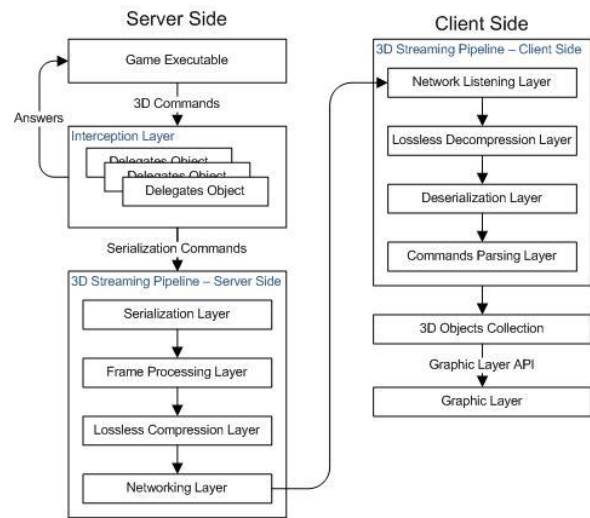 Server Side
Game Executable
3D Commands
Answers
Interception Layer
Delegates Object
Delegates Object
Delegates Object
Serialization Commands
3D Streaming Pipeline – Server Side
Serialization Layer
Frame Processing Layer
Lossless Compression Layer
Networking Layer
Client Side
3D Streaming Pipeline – Client Side
Network Listening Layer
Lossless Decompression Layer
Deserialization Layer
Commands Parsing Layer
3D Objects Collection
Graphic Layer API
Graphic Layer